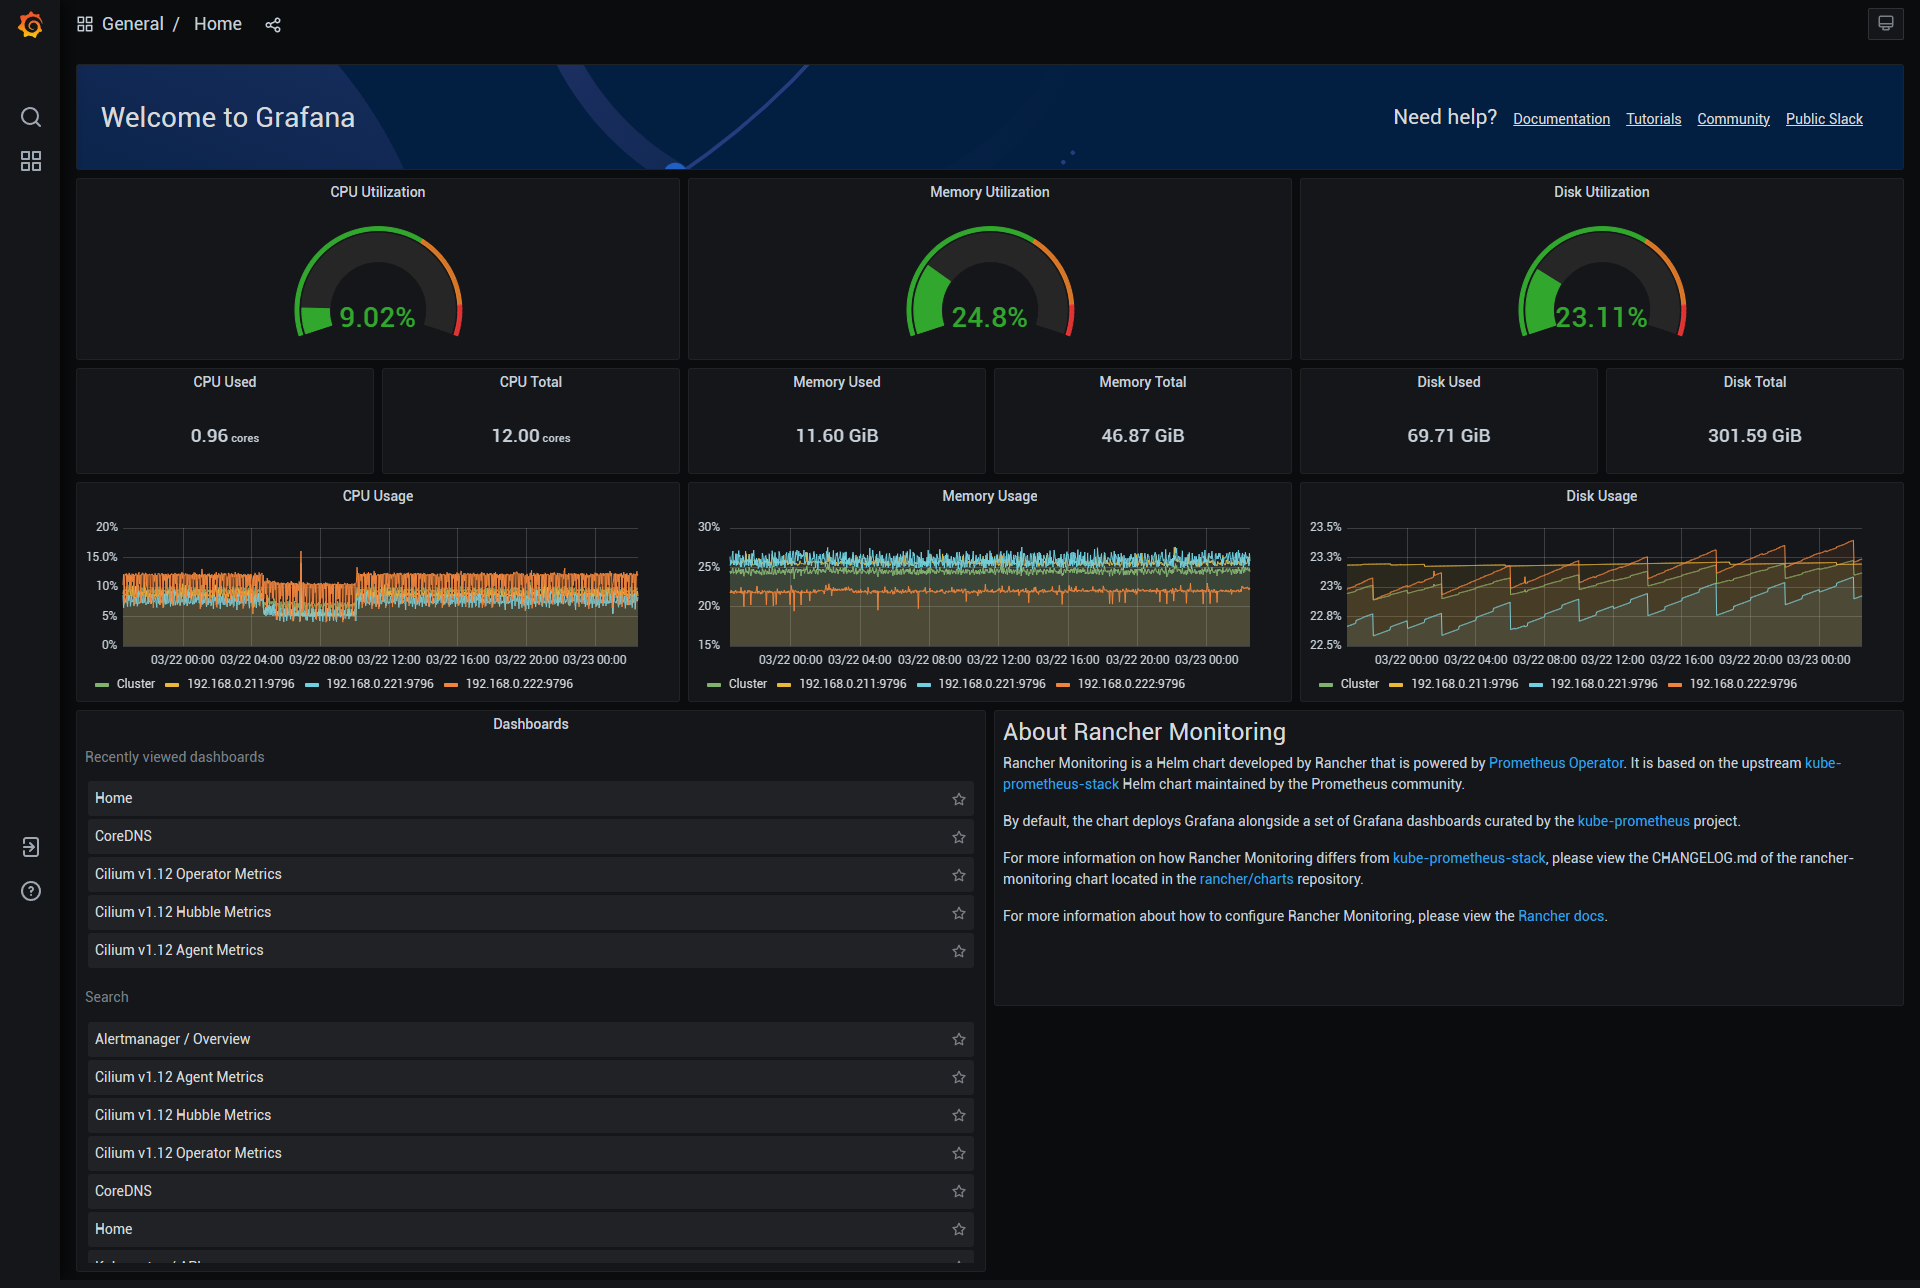 General / Home
Welcome to Grafana
Need help? Documentation Tutorials Community Public Slack
CPU Utilization
9.02%
Memory Utilization
24.8%
Disk Utilization
23.11%
CPU Used
0.96 cores
CPU Total
12.00 cores
Memory Used
11.60 GiB
Memory Total
46.87 GiB
Disk Used
69.71 GiB
Disk Total
301.59 GiB
CPU Usage
20%
15.0%
10%
5%
0%
03/22 00:00 03/22 04:00 03/22 08:00 03/22 12:00 03/22 16:00 03/22 20:00 03/23 00:00
Cluster 192.168.0.211:9796 192.168.0.221:9796 192.168.0.222:9796
Memory Usage
30%
25%
20%
15%
03/22 00:00 03/22 04:00 03/22 08:00 03/22 12:00 03/22 16:00 03/22 20:00 03/23 00:00
Cluster 192.168.0.211:9796 192.168.0.221:9796 192.168.0.222:9796
Disk Usage
23.5%
23.3%
23%
22.8%
22.5%
03/22 00:00 03/22 04:00 03/22 08:00 03/22 12:00 03/22 16:00 03/22 20:00 03/23 00:00
Cluster 192.168.0.211:9796 192.168.0.221:9796 192.168.0.222:9796
Dashboards
Recently viewed dashboards
Home
CoreDNS
Cilium v1.12 Operator Metrics
Cilium v1.12 Hubble Metrics
Cilium v1.12 Agent Metrics
Search
Alertmanager / Overview
Cilium v1.12 Agent Metrics
Cilium v1.12 Hubble Metrics
Cilium v1.12 Operator Metrics
CoreDNS
Home
About Rancher Monitoring
Rancher Monitoring is a Helm chart developed by Rancher that is powered by Prometheus Operator. It is based on the upstream kube-
prometheus-stack Helm chart maintained by the Prometheus community.
By default, the chart deploys Grafana alongside a set of Grafana dashboards curated by the kube-prometheus project.
For more information on how Rancher Monitoring differs from kube-prometheus-stack, please view the CHANGELOG.md of the rancher-
monitoring chart located in the rancher/charts repository.
For more information about how to configure Rancher Monitoring, please view the Rancher docs.